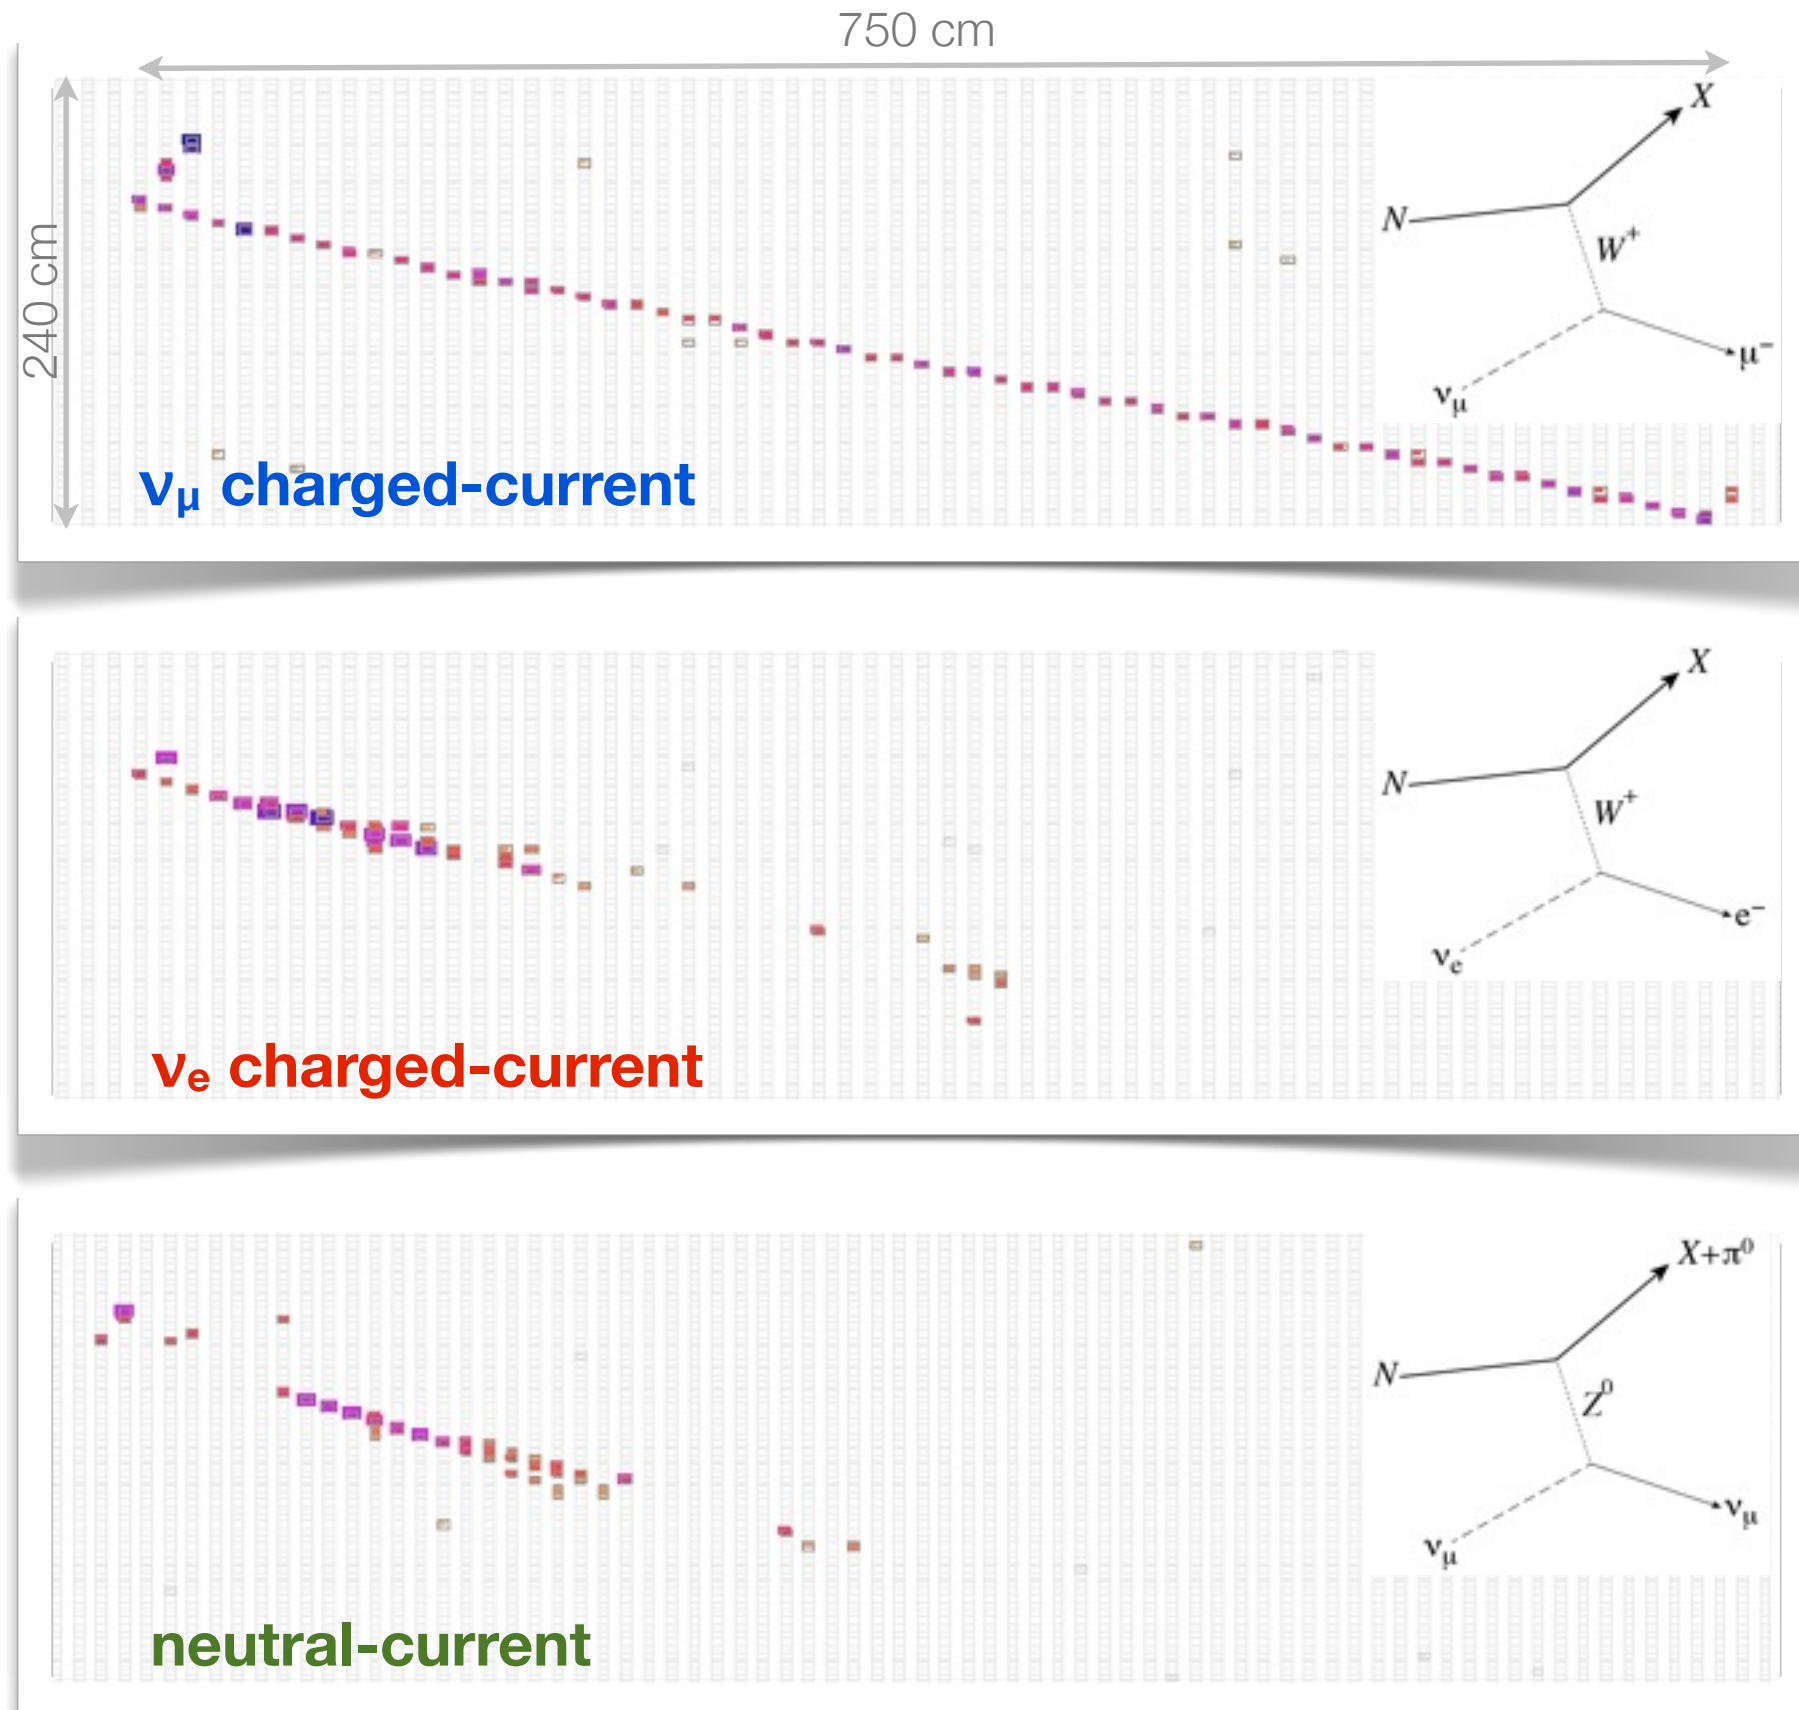 750 cm
240 cm
X
N
W⁺
μ⁻
ν_μ
ν_μ charged-current
X
N
W⁺
e⁻
ν_e
ν_e charged-current
X+π⁰
N
Z⁰
ν_μ
ν_μ
neutral-current